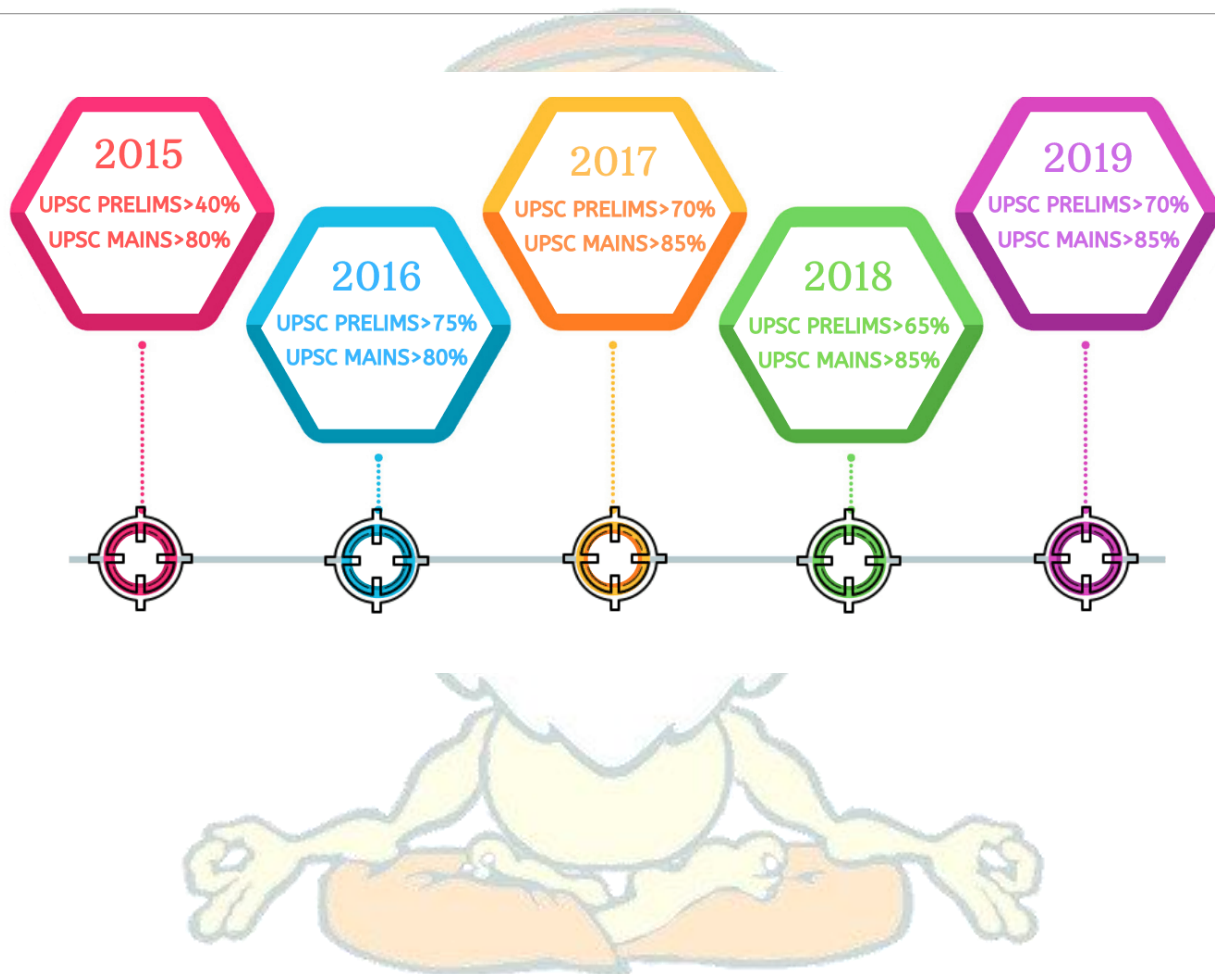 2015
UPSC PRELIMS>40%
UPSC MAINS>80%
2016
UPSC PRELIMS>75%
UPSC MAINS>80%
2017
UPSC PRELIMS>70%
UPSC MAINS>85%
2018
UPSC PRELIMS>65%
UPSC MAINS>85%
2019
UPSC PRELIMS>70%
UPSC MAINS>85%